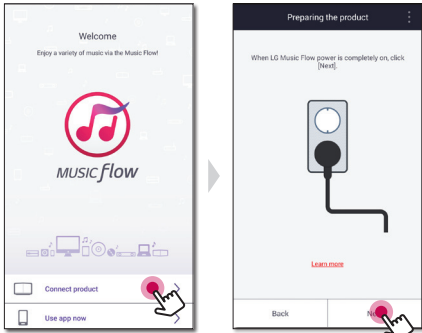 Welcome
Enjoy a variety of music via the Music Flow!
MUSIC flow
Connect product
Use app now
Preparing the product
When LG Music Flow power is completely on, click
[Next].
Learn more
Back